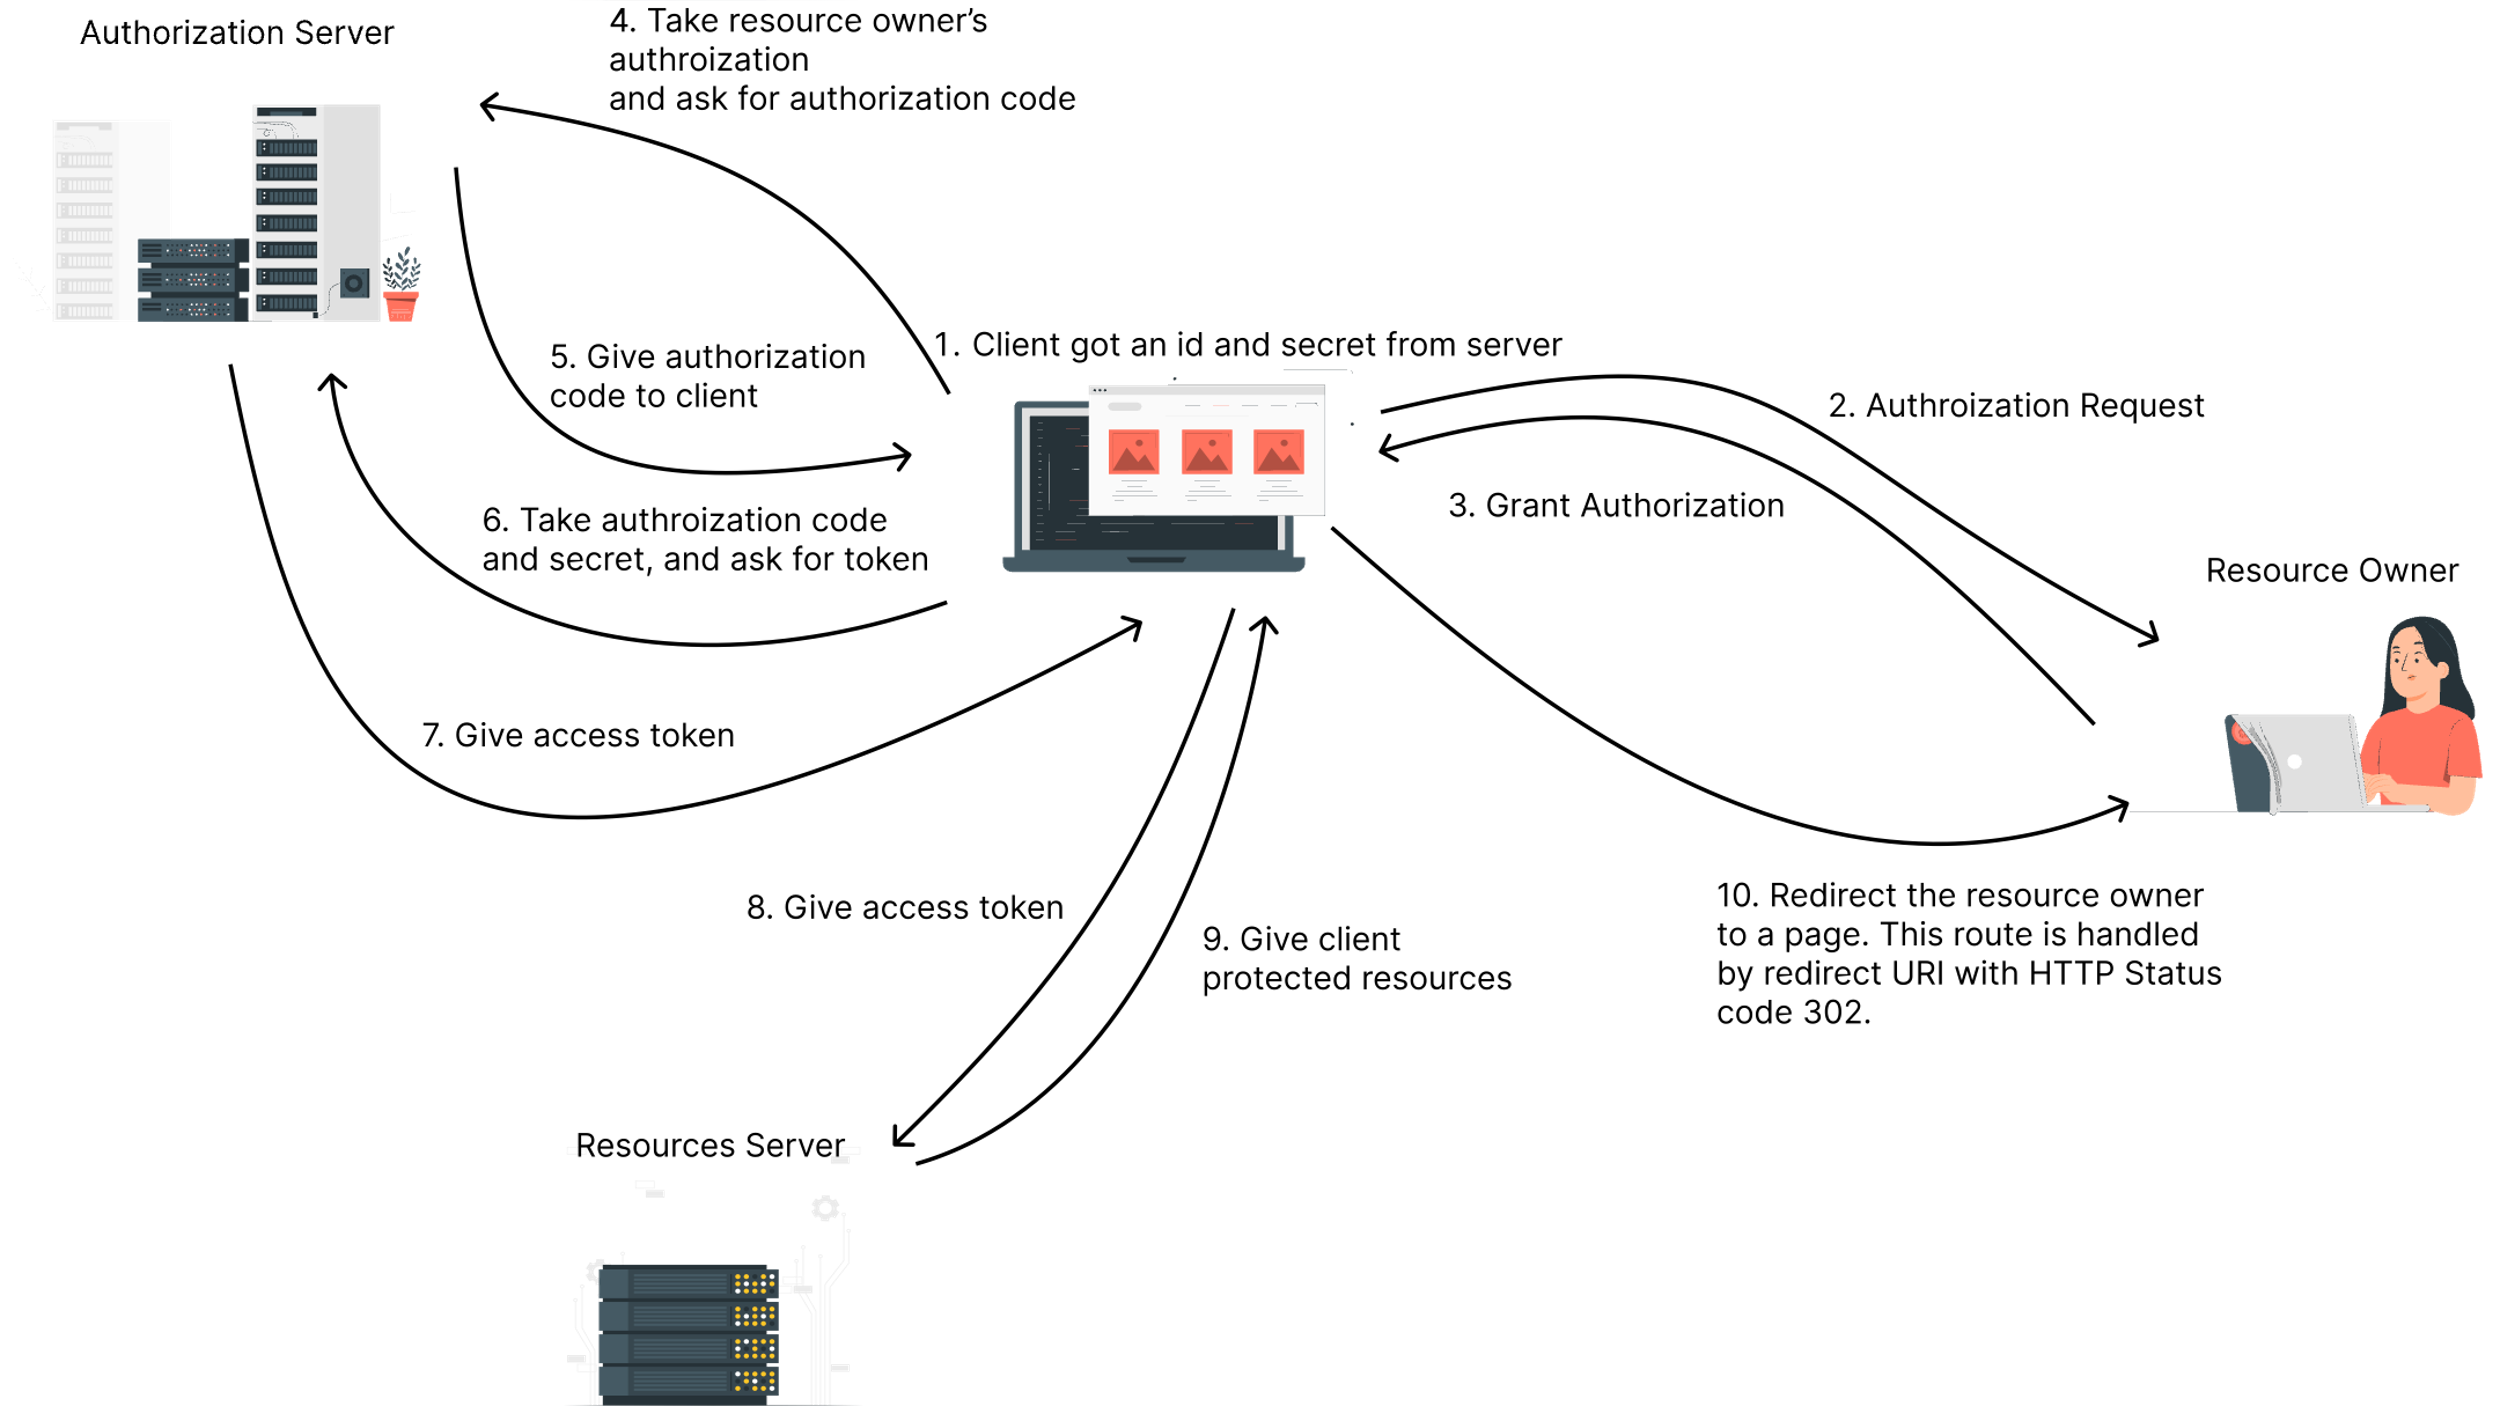 Authorization Server
4. Take resource owner’s
authroization
and ask for authorization code
1. Client got an id and secret from server
5. Give authorization
code to client
2. Authroization Request
3. Grant Authorization
6. Take authroization code
and secret, and ask for token
Resource Owner
7. Give access token
8. Give access token
9. Give client
protected resources
10. Redirect the resource owner
to a page. This route is handled
by redirect URI with HTTP Status
code 302.
Resources Server